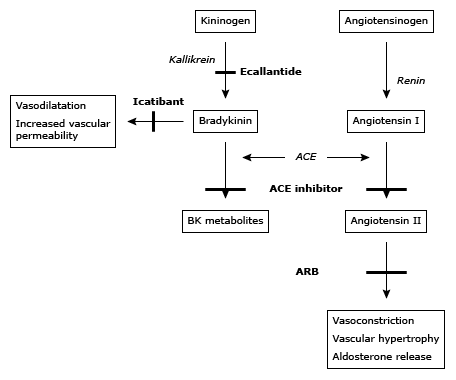 Kininogen
Angiotensinogen
Kallikrein
Ecallantide
Renin
Vasodilatation
Increased vascular
permeability
Icatibant
Bradykinin
Angiotensin I
ACE
ACE inhibitor
BK metabolites
Angiotensin II
ARB
Vasoconstriction
Vascular hypertrophy
Aldosterone release